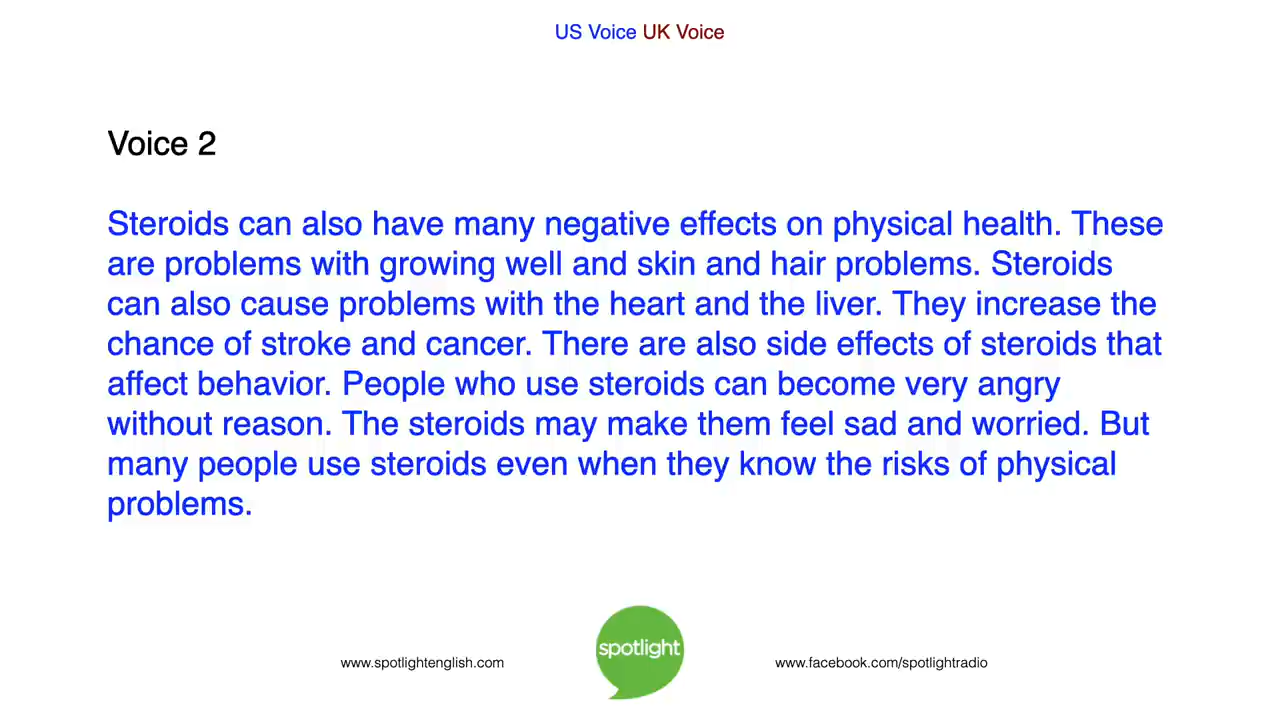 US Voice UK Voice
Voice 2
Steroids can also have many negative effects on physical health. These
are problems with growing well and skin and hair problems. Steroids
can also cause problems with the heart and the liver. They increase the
chance of stroke and cancer. There are also side effects of steroids that
affect behavior. People who use steroids can become very angry
without reason. The steroids may make them feel sad and worried. But
many people use steroids even when they know the risks of physical
problems.
spotlight
www.spotlightenglish.com
www.facebook.com/spotlightradio